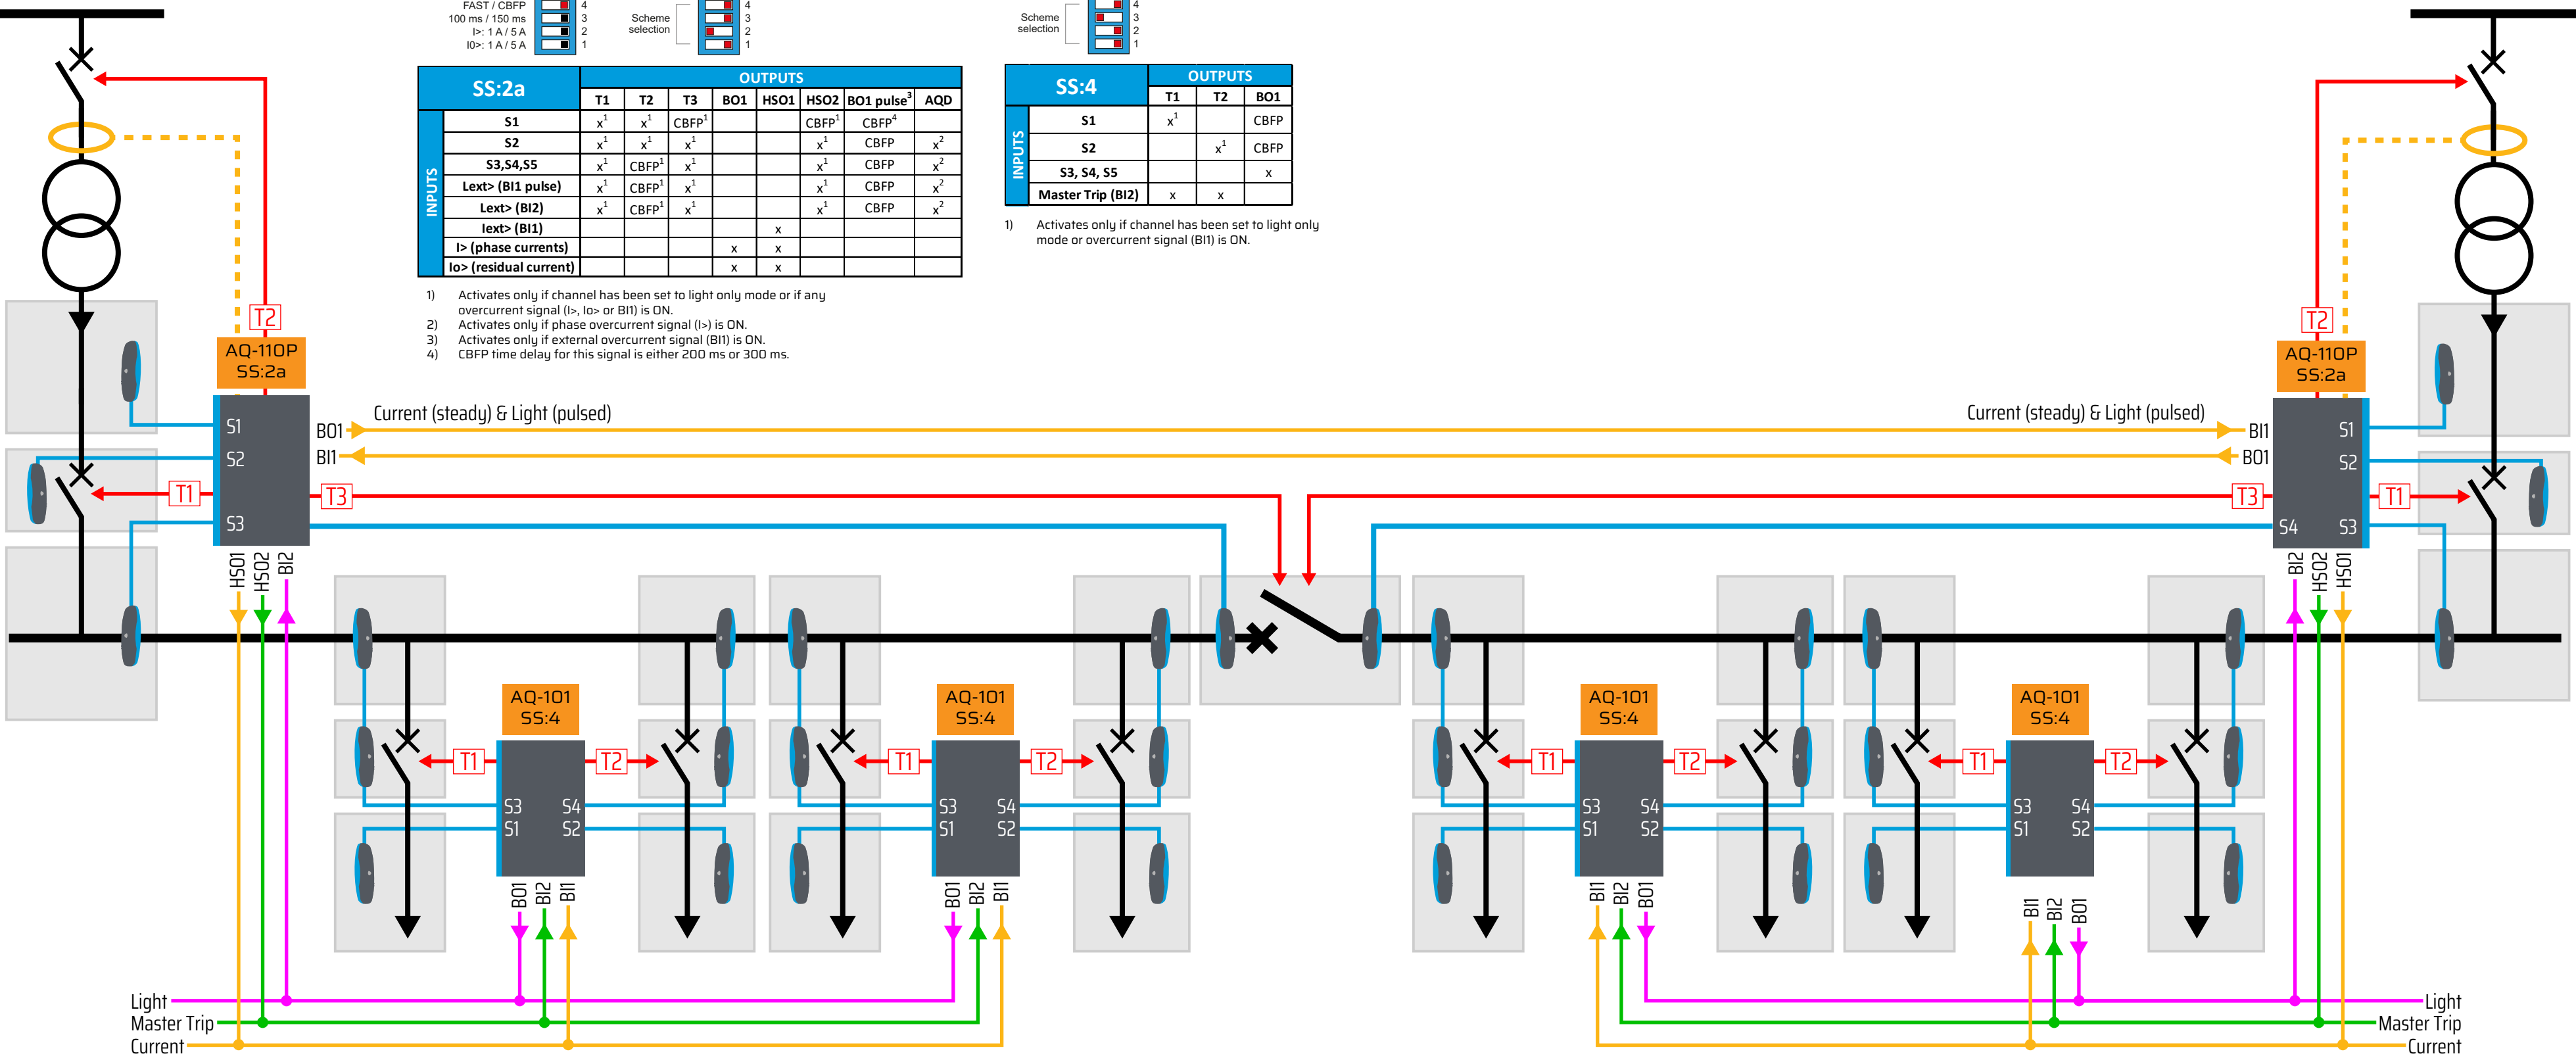 FAST / CBFP 4
100 ms / 150 ms 3
I>: 1 A / 5 A 2
I0>: 1 A / 5 A 1
Scheme selection
4
3
2
1
Scheme selection
4
3
2
1
SS:2a OUTPUTS
T1 T2 T3 BO1 HSO1 HSO2 BO1 pulse³ AQD
INPUTS
S1 x¹ x¹ CBFP¹ CBFP¹ CBFP⁴
S2 x¹ x¹ x¹ x¹ CBFP x²
S3,S4,S5 x¹ CBFP¹ x¹ x¹ CBFP x²
Lext> (BI1 pulse) x¹ CBFP¹ x¹ x¹ CBFP x²
Lext> (BI2) x¹ CBFP¹ x¹ x¹ CBFP x²
Iext> (BI1) x
I> (phase currents) x x
Io> (residual current) x x
1) Activates only if channel has been set to light only mode or if any
overcurrent signal (I>, Io> or BI1) is ON.
2) Activates only if phase overcurrent signal (I>) is ON.
3) Activates only if external overcurrent signal (BI1) is ON.
4) CBFP time delay for this signal is either 200 ms or 300 ms.
SS:4 OUTPUTS
T1 T2 BO1
INPUTS
S1 x¹ CBFP
S2 x¹ CBFP
S3, S4, S5 x
Master Trip (BI2) x x
1) Activates only if channel has been set to light only
mode or overcurrent signal (BI1) is ON.
T2
AQ-110P
SS:2a
S1
S2
S3
T1
T3
BO1
BI1
HSO1
HSO2
BI2
Current (steady) & Light (pulsed)
Current (steady) & Light (pulsed)
T2
AQ-110P
SS:2a
BI1
BO1
S1
S2
S4
S3
T3
T1
BI2
HSO2
HSO1
AQ-101
SS:4
T1
T2
S3
S4
S1
S2
BO1
BI2
BI1
AQ-101
SS:4
T1
T2
S3
S4
S1
S2
BO1
BI2
BI1
AQ-101
SS:4
T1
T2
S3
S4
S1
S2
BI1
BI2
BO1
AQ-101
SS:4
T1
T2
S3
S4
S1
S2
BI1
BI2
BO1
Light
Master Trip
Current
Light
Master Trip
Current